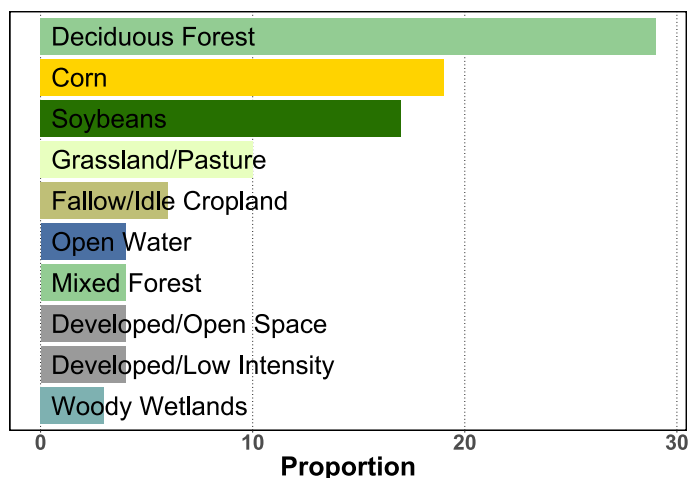 Deciduous Forest
Corn
Soybeans
Grassland/Pasture
Fallow/Idle Cropland
Open Water
Mixed Forest
Developed/Open Space
Developed/Low Intensity
Woody Wetlands
0 10 20 30
Proportion